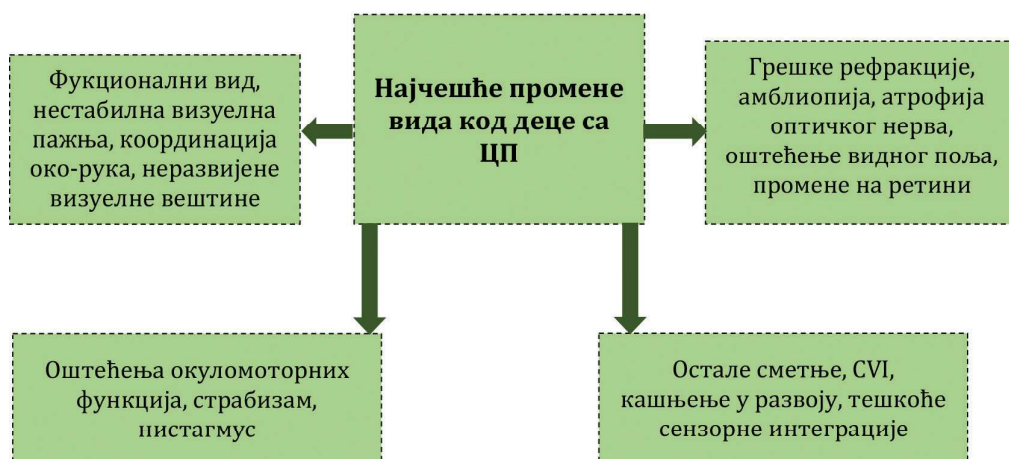 Фукционални вид,
нестабилна визуелна
пажња, координација
око-рука, неразвијене
визуелне вештине
Најчешће промене
вида код деце са
ЦП
Грешке рефракције,
амблиопија, атрофија
оптичког нерва,
оштећење видног поља,
промене на ретини
Оштећења окуломоторних
функција, страбизам,
нистагмус
Остале сметње, CVI,
кашњење у развоју, тешкоће
сензорне интеграције